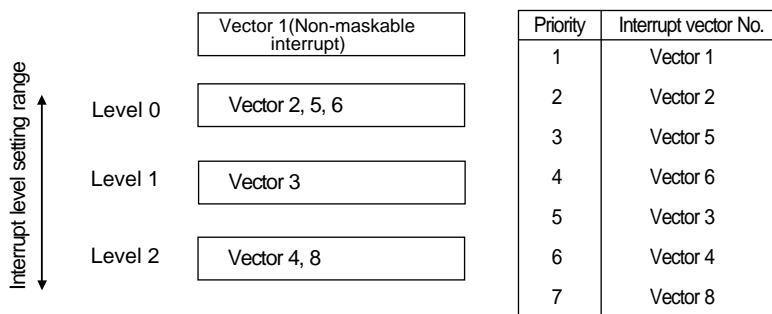 Vector 1(Non-maskable
interrupt)
Interrupt level setting range
Level 0
Vector 2, 5, 6
Level 1
Vector 3
Level 2
Vector 4, 8
Priority Interrupt vector No.
1 Vector 1
2 Vector 2
3 Vector 5
4 Vector 6
5 Vector 3
6 Vector 4
7 Vector 8